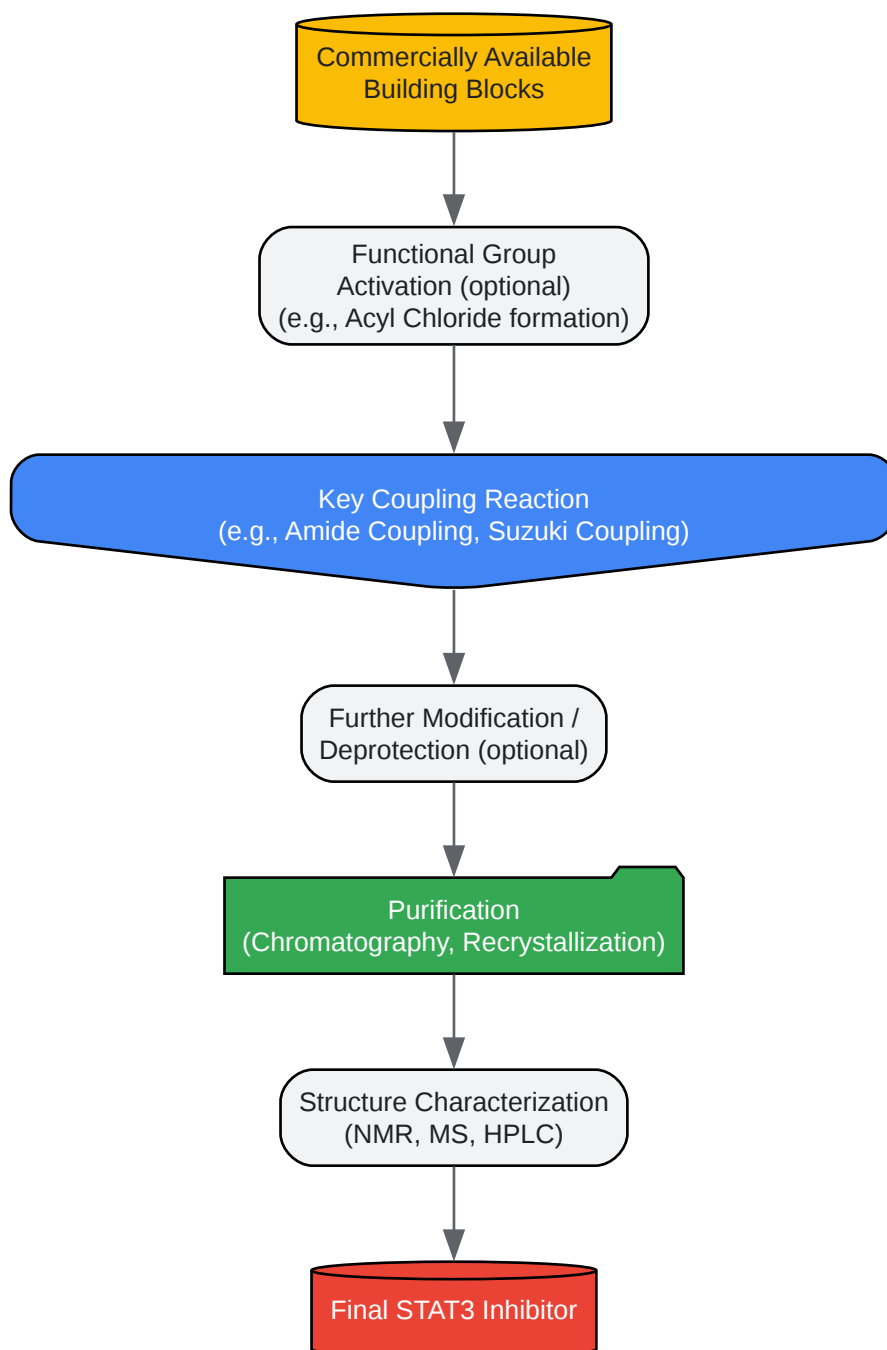 Commercially Available
Building Blocks
Functional Group
Activation (optional)
(e.g., Acyl Chloride formation)
Key Coupling Reaction
(e.g., Amide Coupling, Suzuki Coupling)
Further Modification /
Deprotection (optional)
Purification
(Chromatography, Recrystallization)
Structure Characterization
(NMR, MS, HPLC)
Final STAT3 Inhibitor